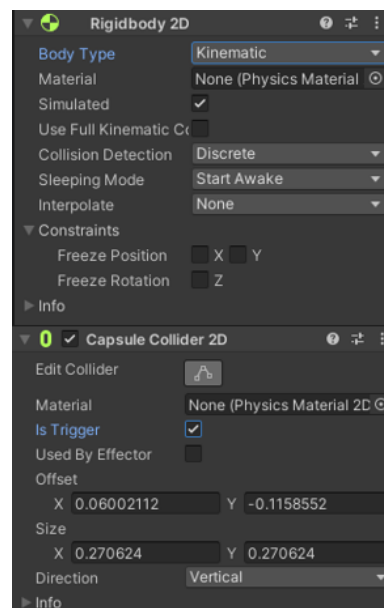 Rigidbody 2D
Body Type Kinematic
Material None (Physics Material
Simulated
Use Full Kinematic Co
Collision Detection Discrete
Sleeping Mode Start Awake
Interpolate None
Constraints
Freeze Position X Y
Freeze Rotation Z
Info
Capsule Collider 2D
Edit Collider
Material None (Physics Material 2D
Is Trigger
Used By Effector
Offset
X 0.06002112 Y -0.1158552
Size
X 0.270624 Y 0.270624
Direction Vertical
Info